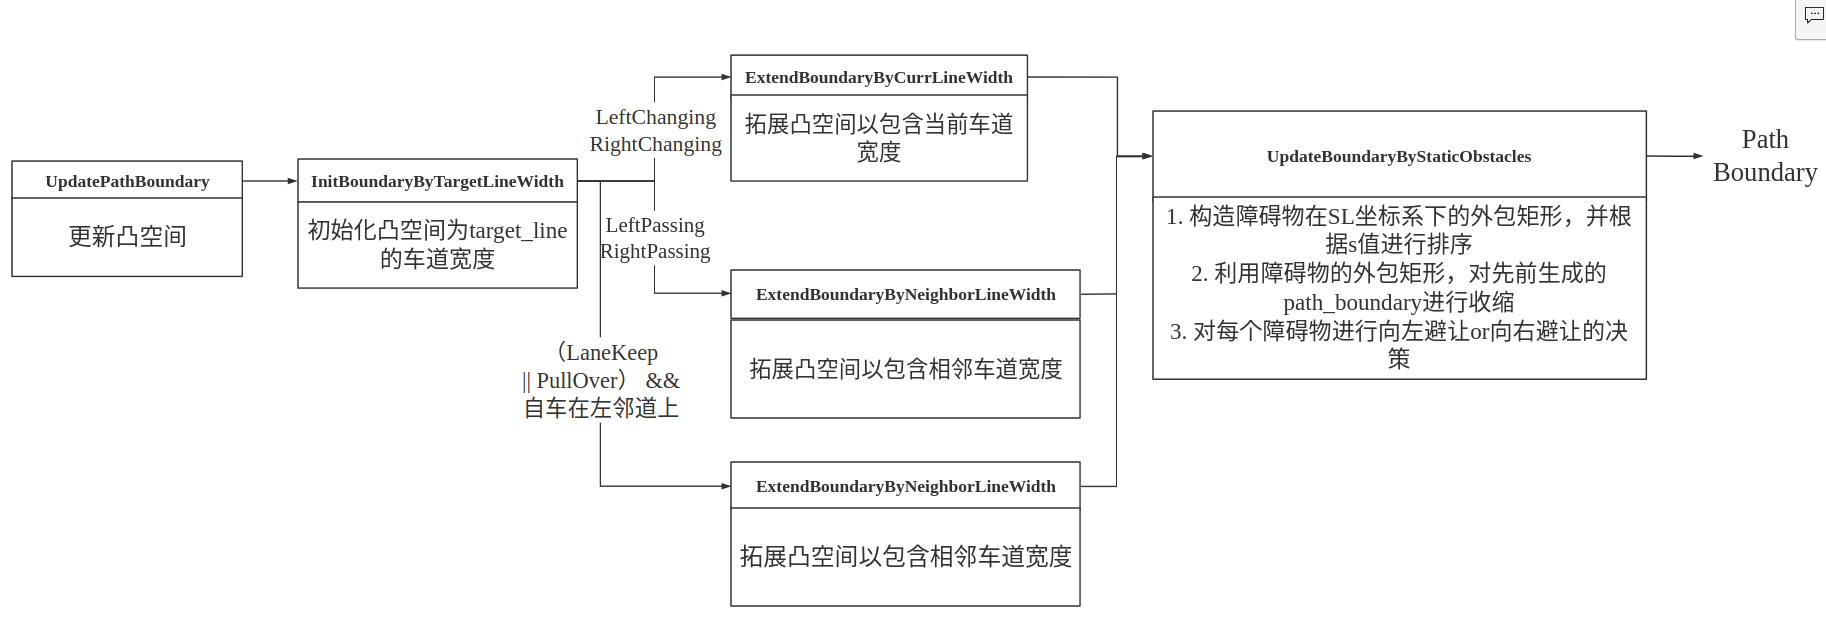 UpdatePathBoundary
更新凸空间
InitBoundaryByTargetLineWidth
初始化凸空间为target_line
的车道宽度
LeftChanging
RightChanging
LeftPassing
RightPassing
（LaneKeep
|| PullOver） &&
自车在左邻道上
ExtendBoundaryByCurrLineWidth
拓展凸空间以包含当前车道
宽度
ExtendBoundaryByNeighborLineWidth
拓展凸空间以包含相邻车道宽度
ExtendBoundaryByNeighborLineWidth
拓展凸空间以包含相邻车道宽度
UpdateBoundaryByStaticObstacles
1. 构造障碍物在SL坐标系下的外包矩形，并根
据s值进行排序
2. 利用障碍物的外包矩形，对先前生成的
path_boundary进行收缩
3. 对每个障碍物进行向左避让or向右避让的决
策
Path
Boundary